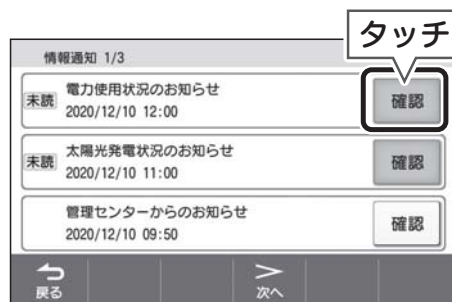 タッチ
情報通知 1/3
未読
電力使用状況のお知らせ
2020/12/10 12:00
確認
未読
太陽光発電状況のお知らせ
2020/12/10 11:00
確認
管理センターからのお知らせ
2020/12/10 09:50
確認
戻る
次へ